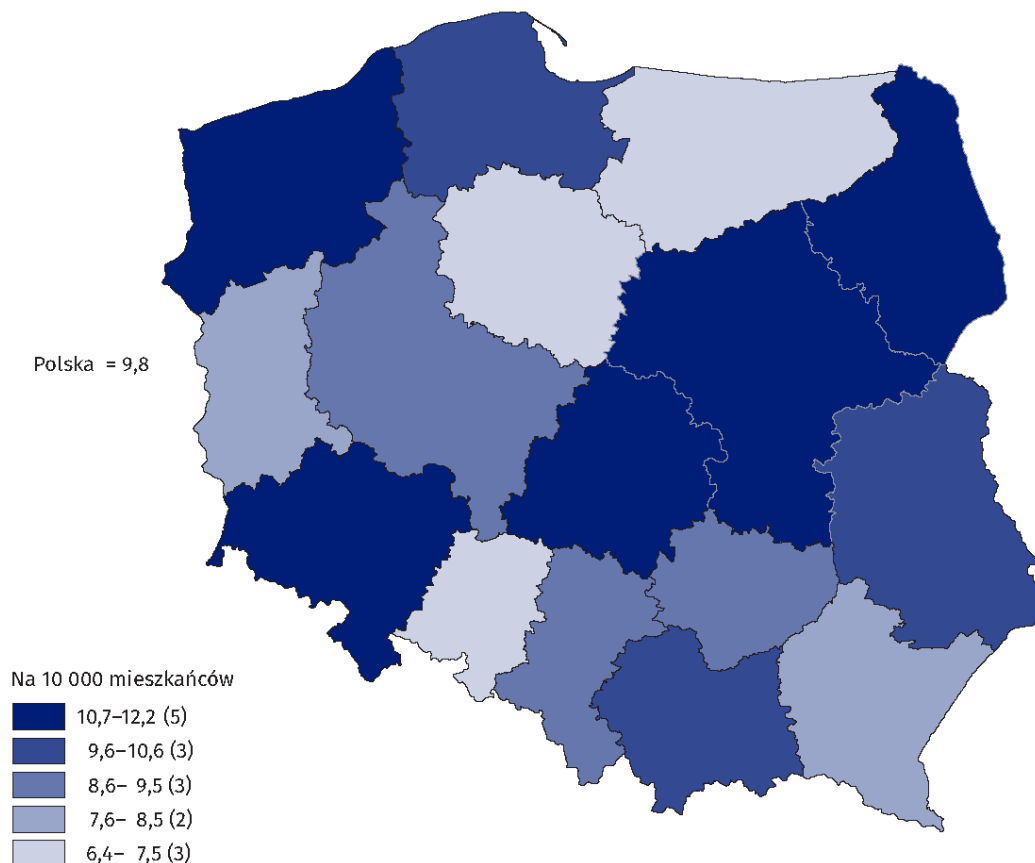 Polska = 9,8
Na 10 000 mieszkańców
10,7–12,2 (5)
9,6–10,6 (3)
8,6– 9,5 (3)
7,6– 8,5 (2)
6,4– 7,5 (3)